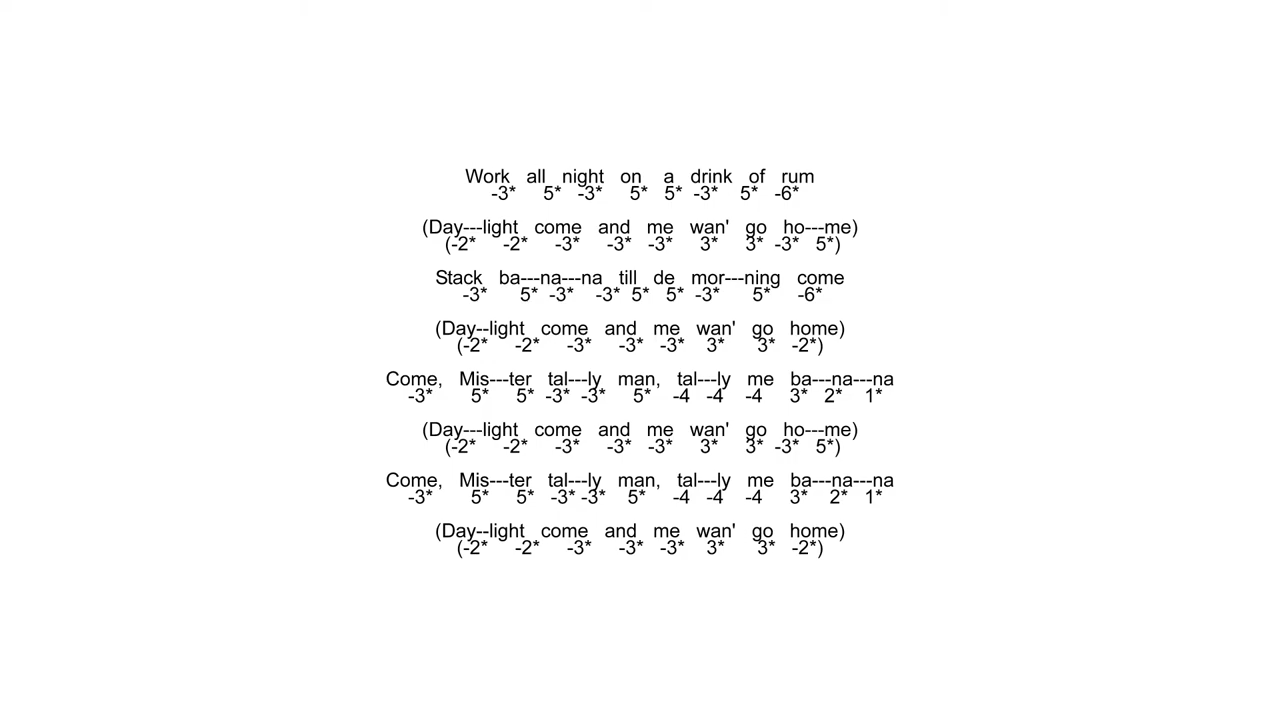 Work all night on a drink of rum
-3* 5* -3* 5* 5* -3* 5* -6*
(Day---light come and me wan' go ho---me)
(-2* -2* -3* -3* -3* 3* 3* -3* 5*)
Stack ba---na---na till de mor---ning come
-3* 5* -3* -3* 5* 5* -3* 5* -6*
(Day--light come and me wan' go home)
(-2* -2* -3* -3* -3* 3* 3* -2*)
Come, Mis---ter tal---ly man, tal---ly me ba---na---na
-3* 5* 5* -3* -3* 5* -4 -4 -4 3* 2* 1*
(Day---light come and me wan' go ho---me)
(-2* -2* -3* -3* -3* 3* 3* -3* 5*)
Come, Mis---ter tal---ly man, tal---ly me ba---na---na
-3* 5* 5* -3* -3* 5* -4 -4 -4 3* 2* 1*
(Day--light come and me wan' go home)
(-2* -2* -3* -3* -3* 3* 3* -2*)